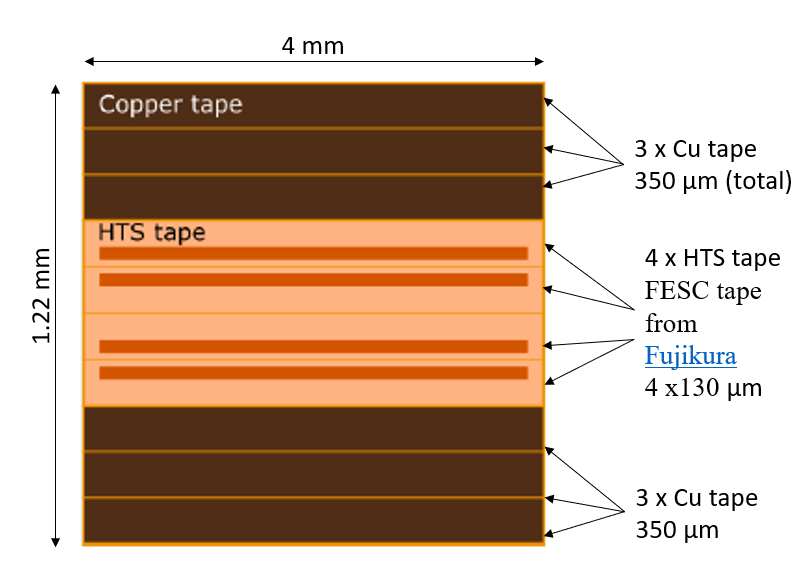 4 mm
Copper tape
3 x Cu tape
350 µm (total)
HTS tape
1.22 mm
4 x HTS tape
FESC tape
from
Fujikura
4 x130 µm
3 x Cu tape
350 µm